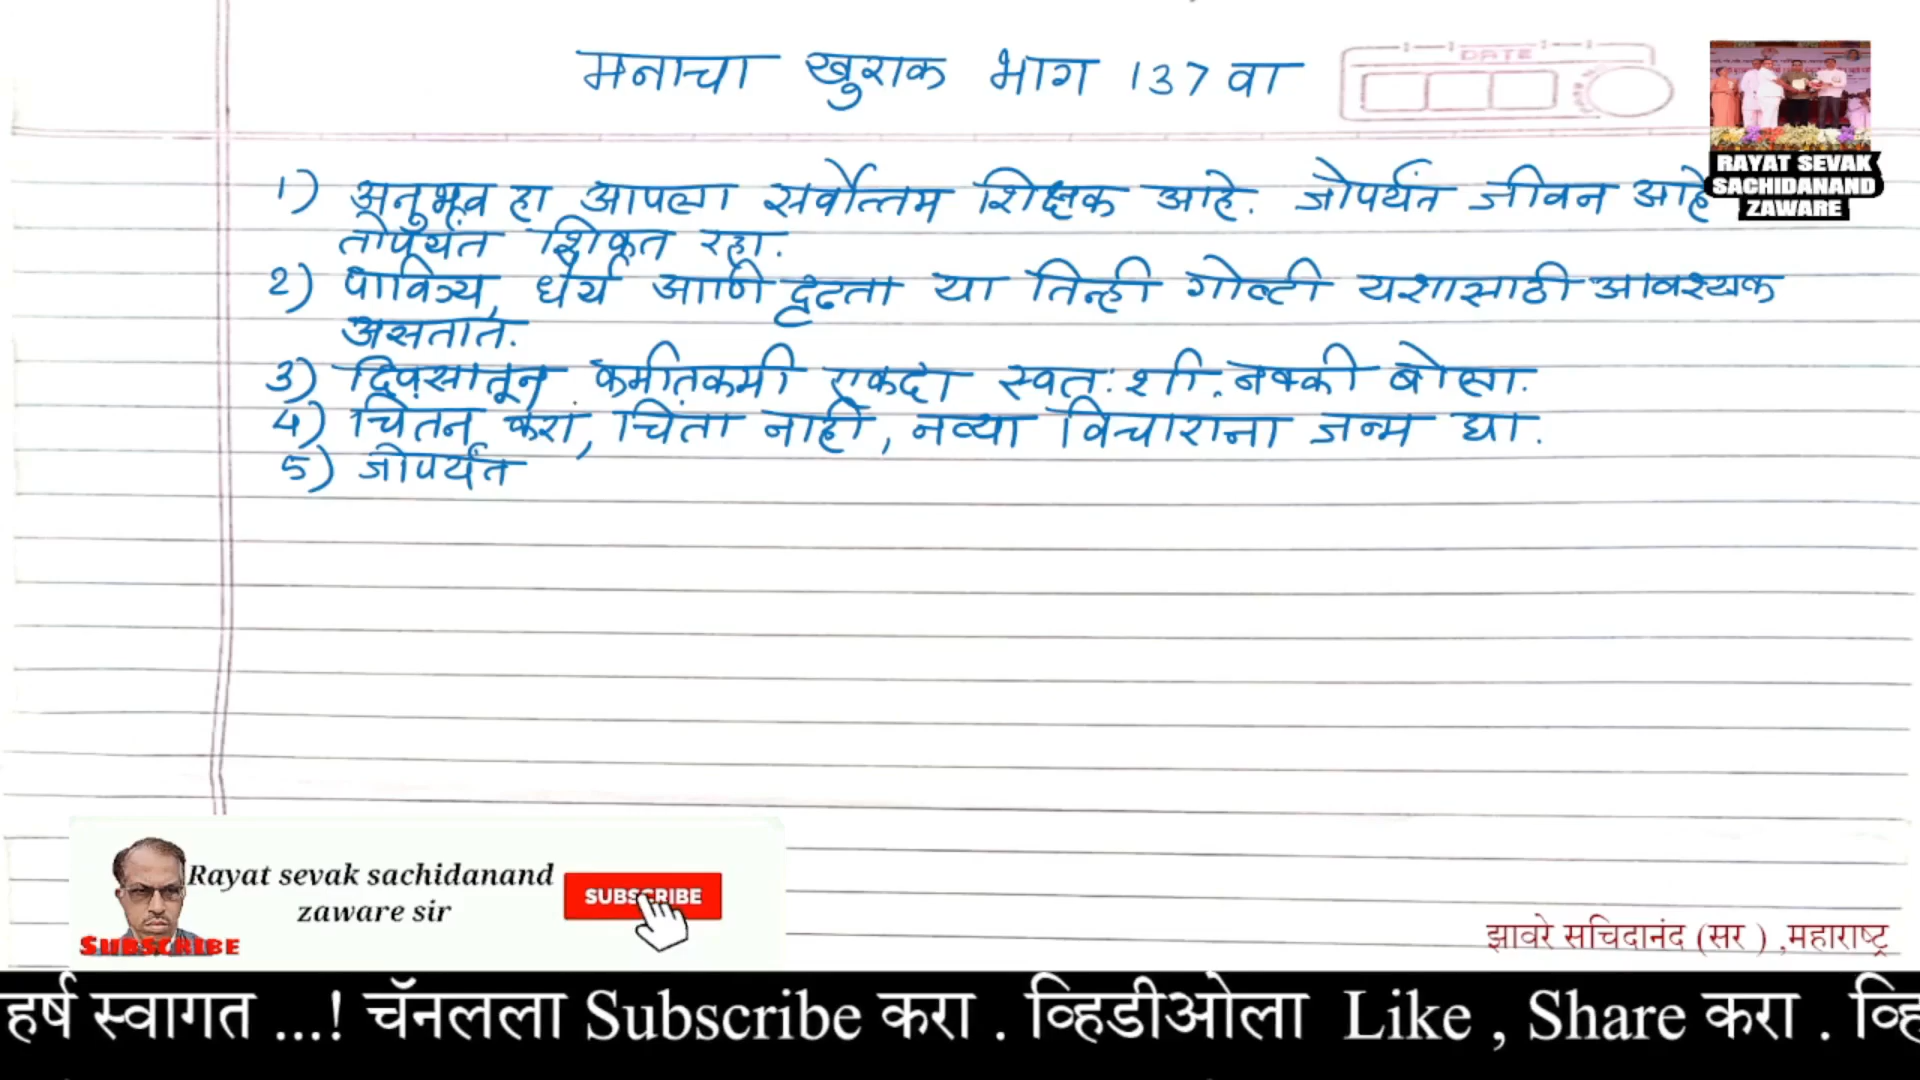 मनाचा खुराक भाग 137 वा
DATE
RAYAT SEVAK
SACHIDANAND
ZAWARE
1) अनुभव हा आपला सर्वोत्तम शिक्षक आहे. जोपर्यंत जीवन आहे
तोपर्यंत शिकत रहा.
2) पावित्र्य, धैर्य आणि दृढता या तिन्ही गोष्टी यशासाठी आवश्यक
असतात.
3) दिवसातून कमीतकमी एकदा स्वतःशी नक्की बोला.
4) चिंतन करा, चिंता नाही, नव्या विचारांना जन्म द्या.
5) जोपर्यंत
Rayat sevak sachidanand
zaware sir
SUBSCRIBE
SUBSCRIBE
झावरे सचिदानंद (सर ) ,महाराष्ट्र
हर्ष स्वागत ...! चॅनलला Subscribe करा . व्हिडीओला Like , Share करा . व्हि